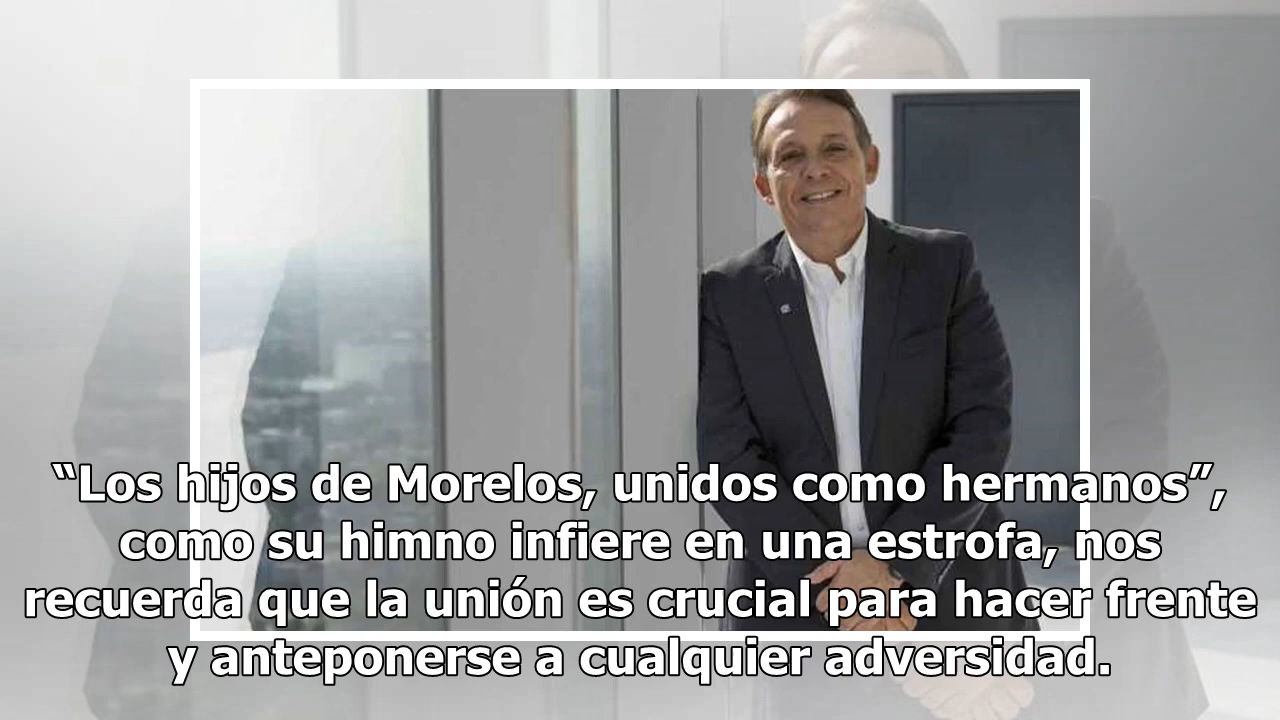 “Los hijos de Morelos, unidos como hermanos”,
como su himno infiere en una estrofa, nos
recuerda que la unión es crucial para hacer frente
y anteponerse a cualquier adversidad.